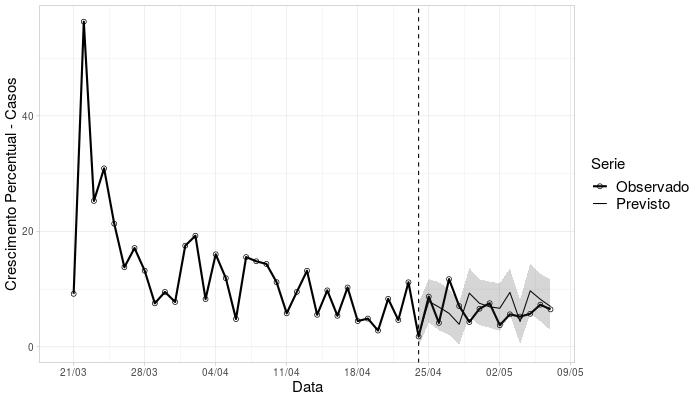 Crescimento Percentual - Casos
40
20
0
21/03 28/03 04/04 11/04 18/04 25/04 02/05 09/05
Data
Serie
Observado
Previsto